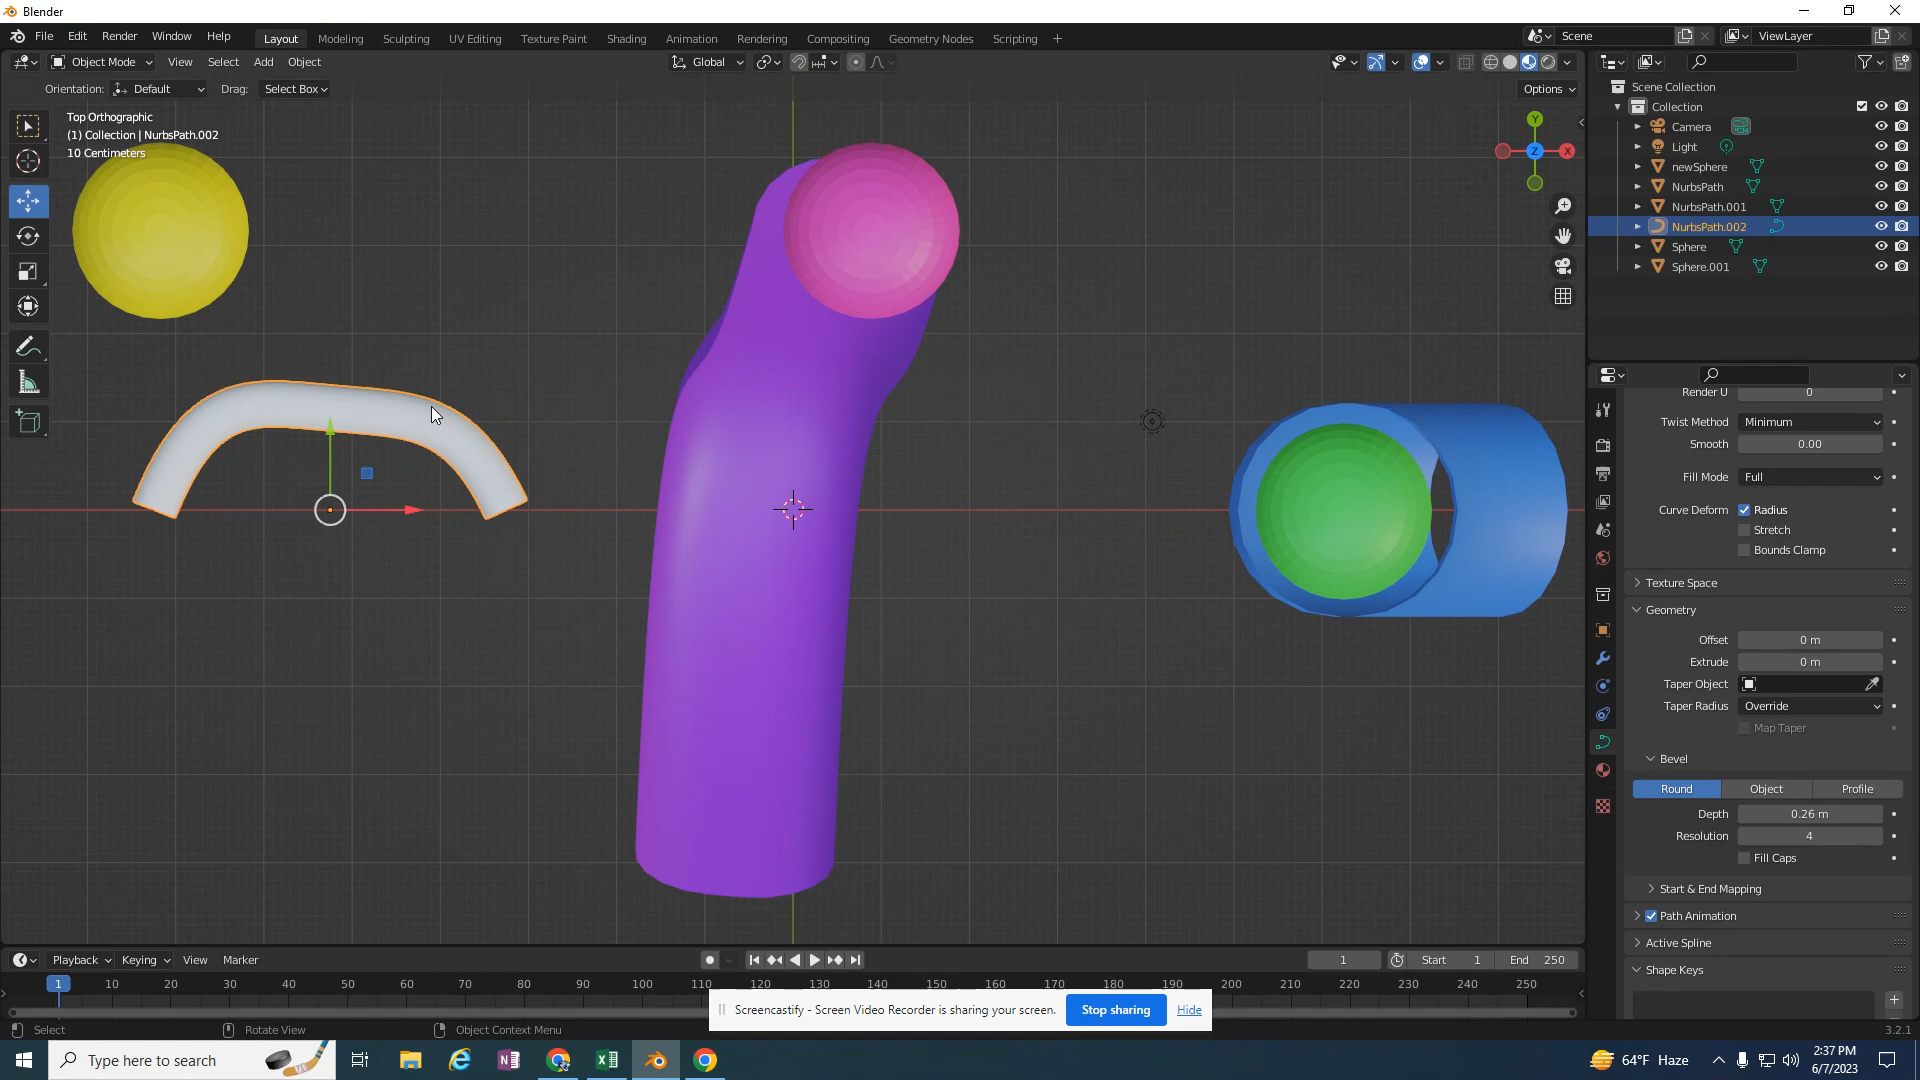 Blender
File Edit Render Window Help
Layout Modeling Sculpting UV Editing Texture Paint Shading Animation Rendering Compositing Geometry Nodes Scripting +
Scene
ViewLayer
Object Mode View Select Add Object
Global
Orientation: Default Drag: Select Box
Options
Top Orthographic
(1) Collection | NurbsPath.002
10 Centimeters
Y
Z
X
Scene Collection
Collection
Camera
Light
newSphere
NurbsPath
NurbsPath.001
NurbsPath.002
Sphere
Sphere.001
Render U 0
Twist Method Minimum
Smooth 0.00
Fill Mode Full
Curve Deform Radius
Stretch
Bounds Clamp
Texture Space
Geometry
Offset 0 m
Extrude 0 m
Taper Object
Taper Radius Override
Map Taper
Bevel
Round Object Profile
Depth 0.26 m
Resolution 4
Fill Caps
Start & End Mapping
Path Animation
Active Spline
Shape Keys
Playback Keying View Marker
1 Start 1 End 250
1 10 20 30 40 50 60 70 80 90 100 110 120 130 140 150 160 170 180 190 200 210 220 230 240 250
Screencastify - Screen Video Recorder is sharing your screen. Stop sharing Hide
Select Rotate View Object Context Menu
3.2.1
Type here to search
64°F Haze
2:37 PM
6/7/2023